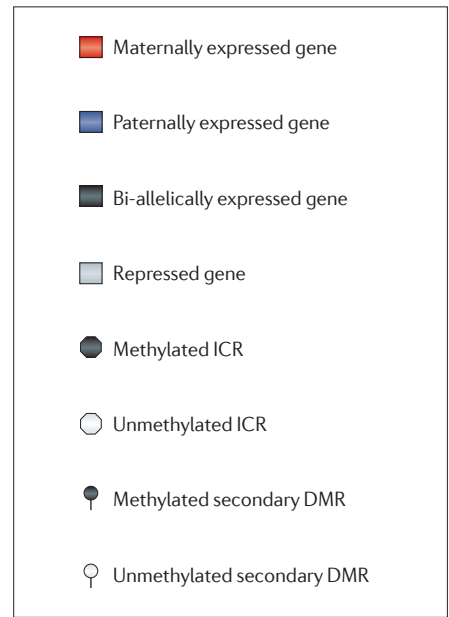 Maternally expressed gene
Paternally expressed gene
Bi-allelically expressed gene
Repressed gene
Methylated ICR
Unmethylated ICR
Methylated secondary DMR
Unmethylated secondary DMR